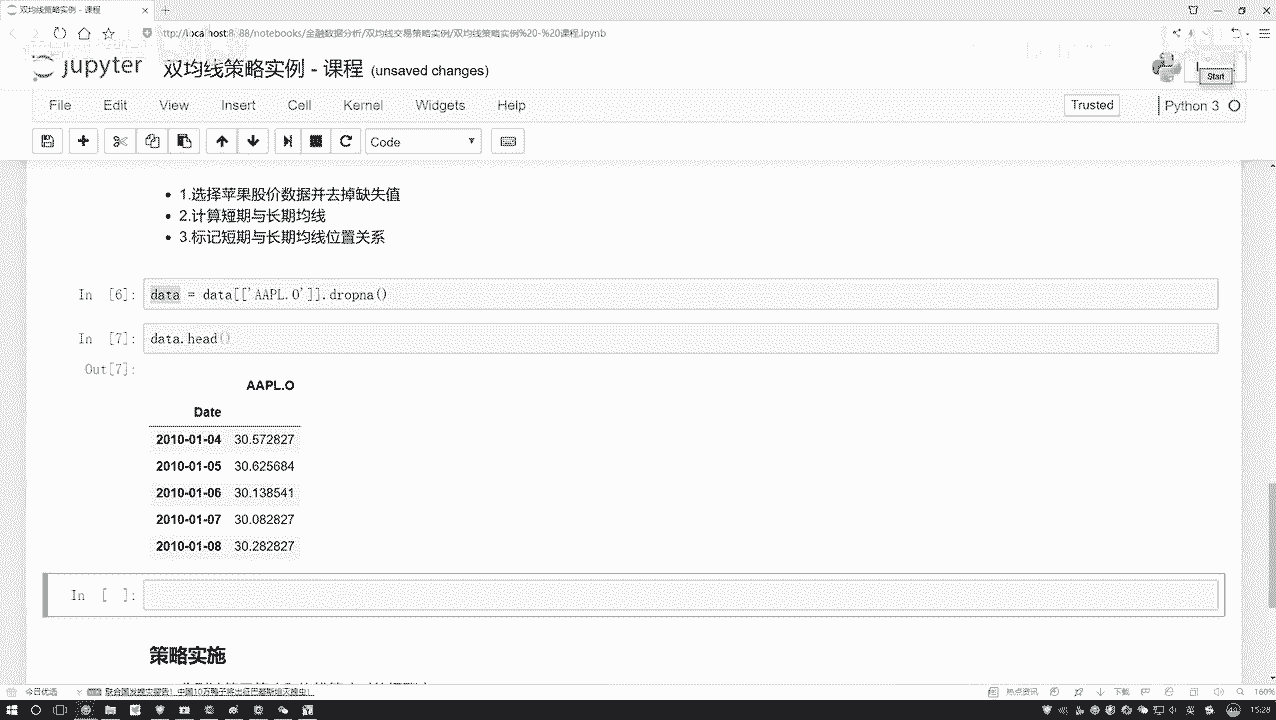 双均线策略实例 - 课程
ttp://localhost:8888/notebooks/金融数据分析/双均线交易策略实例/双均线策略实例%20-%20课程.ipynb
jupyter 双均线策略实例 - 课程 (unsaved changes)
Start
File Edit View Insert Cell Kernel Widgets Help
Trusted
Python 3
Code
1.选择苹果股价数据并去掉缺失值
2.计算短期与长期均线
3.标记短期与长期均线位置关系
In [6]: data = data[['AAPL.O']].dropna()
In [7]: data.head()
Out[7]:
AAPL.O
Date
2010-01-04 30.572827
2010-01-05 30.625684
2010-01-06 30.138541
2010-01-07 30.082827
2010-01-08 30.282827
In [ ]:
策略实施
今日优选
热点资讯
下载
160%
15:28